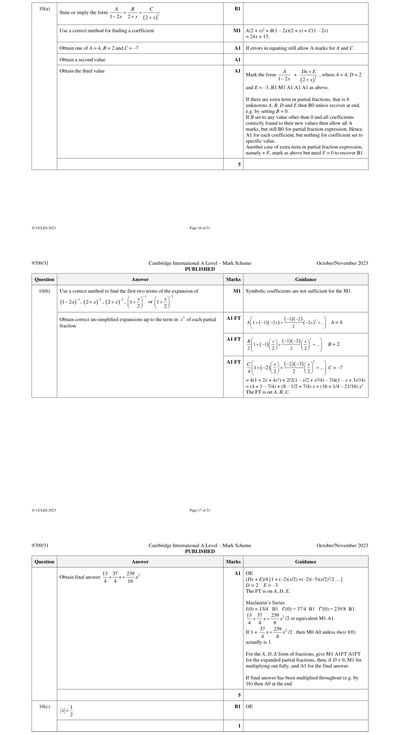 10(a) State or imply the form A/(1−2x) + B/(2+x) + C/(2+x)² B1
Use a correct method for finding a coefficient M1 A(2 + x)² + B(1 – 2x)(2 + x) + C(1 – 2x)
= 24x + 13.
Obtain one of A = 4, B = 2 and C = −7 A1 If errors in equating still allow A marks for A and C.
Obtain a second value A1
Obtain the third value A1 Mark the form A/(1−2x) + (Dx+E)/(2+x)², where A = 4, D = 2
and E = –3, B1 M1 A1 A1 A1 as above.
If there are extra term in partial fractions, that is 4
unknowns A, B, D and E then B0 unless recover at end,
e.g. by setting B = 0.
If B set to any value other than 0 and all coefficients
correctly found to their new values then allow all A
marks, but still B0 for partial fraction expression. Hence
A1 for each coefficient, but nothing for coefficient set to
specific value.
Another case of extra term in partial fraction expression,
namely + F, mark as above but need F = 0 to recover B1.
5
© UCLES 2023 Page 16 of 21
9709/31 Cambridge International A Level – Mark Scheme October/November 2023
PUBLISHED
Question Answer Marks Guidance
10(b) Use a correct method to find the first two terms of the expansion of M1 Symbolic coefficients are not sufficient for the M1.
(1−2x)⁻¹, (2+x)⁻¹, (2+x)⁻², (1+x/2)⁻¹ or (1+x/2)⁻²
Obtain correct un-simplified expansions up to the term in x² of each partial
fraction
A1 FT A(1+(−1)(−2x)+((−1)(−2)/2)(−2x)²+...) A = 4.
A1 FT B/2(1+(−1)(x/2)+((−1)(−2)/2)(x/2)²+...) B = 2.
A1 FT C/4(1+(−2)(x/2)+((−2)(−3)/2)(x/2)²+...) C = −7
= 4(1 + 2x + 4x²) + 2/2(1 – x/2 + x²/4) – 7/4(1 – x + 3x²/4)
= (4 + 1 – 7/4) + (8 – 1/2 + 7/4) x + (16 + 1/4 – 21/16) x²
The FT is on A, B, C.
© UCLES 2023 Page 17 of 21
9709/31 Cambridge International A Level – Mark Scheme October/November 2023
PUBLISHED
Question Answer Marks Guidance
Obtain final answer 13/4 + 37/4 x + 239/16 x² A1 OE
(Dx + E)/4 [1 + (–2)(x/2) +(–2)(–3)(x/2)²/2 …]
D = 2 E = –3
The FT is on A, D, E.
Maclaurin's Series
f(0) = 13/4 B1 f′(0) = 37/4 B1 f″(0) = 239/8 B1.
13/4 + 37/4 x + 239/8 x²/2 or equivalent M1 A1.
If 1 + 37/4 x + 239/8 x²/2 then M0 A0 unless their f(0)
actually is 1.
For the A, D, E form of fractions, give M1 A1FT A1FT
for the expanded partial fractions, then, if D ≠ 0, M1 for
multiplying out fully, and A1 for the final answer.
If final answer has been multiplied throughout (e.g. by
16) then A0 at the end
5
10(c) |x| < 1/2 B1 OE
1